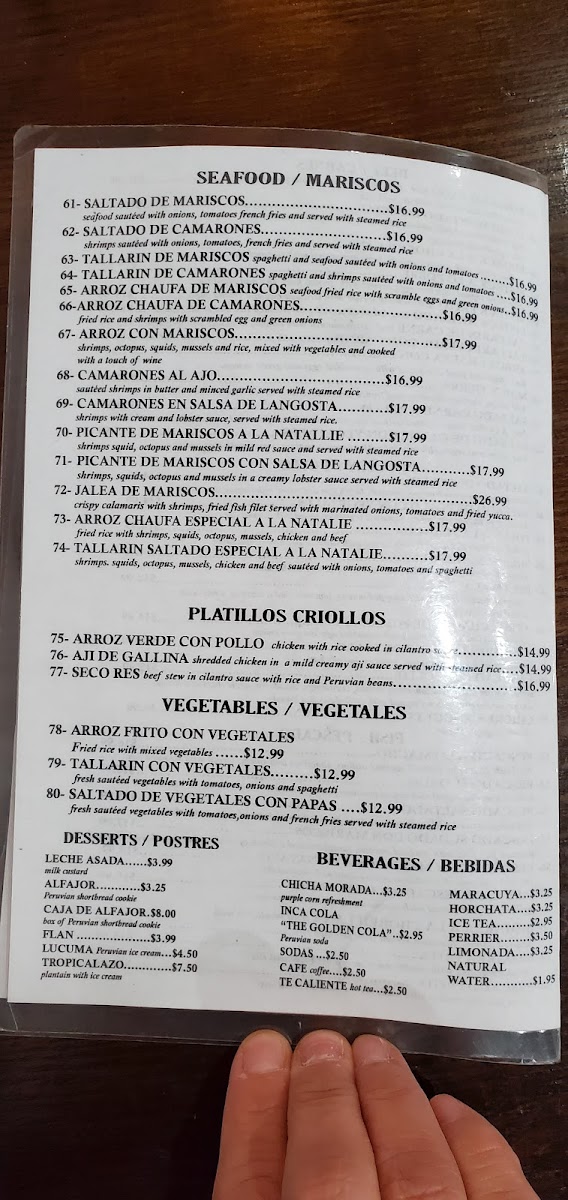 SEAFOOD / MARISCOS
61- SALTADO DE MARISCOS................................$16.99
seafood sautéed with onions, tomatoes french fries and served with steamed rice
62- SALTADO DE CAMARONES............................$16.99
shrimps sautéed with onions, tomatoes, french fries and served with steamed rice
63- TALLARIN DE MARISCOS spaghetti and seafood sautéed with onions and tomatoes .......$16.99
64- TALLARIN DE CAMARONES spaghetti and shrimps sautéed with onions and tomatoes ....$16.99
65- ARROZ CHAUFA DE MARISCOS seafood fried rice with scramble eggs and green onions..$16.99
66-ARROZ CHAUFA DE CAMARONES................................$16.99
fried rice and shrimps with scrambled egg and green onions
67- ARROZ CON MARISCOS..............................................$17.99
shrimps, octopus, squids, mussels and rice, mixed with vegetables and cooked
with a touch of wine
68- CAMARONES AL AJO.....................................$16.99
sautéed shrimps in butter and minced garlic served with steamed rice
69- CAMARONES EN SALSA DE LANGOSTA...........$17.99
shrimps with cream and lobster sauce, served with steamed rice.
70- PICANTE DE MARISCOS A LA NATALLIE .........$17.99
shrimps squid, octopus and mussels in mild red sauce and served with steamed rice
71- PICANTE DE MARISCOS CON SALSA DE LANGOSTA...........$17.99
shrimps, squids, octopus and mussels in a creamy lobster sauce served with steamed rice
72- JALEA DE MARISCOS.........................................................$26.99
crispy calamaris with shrimps, fried fish filet served with marinated onions, tomatoes and fried yucca.
73- ARROZ CHAUFA ESPECIAL A LA NATALIE ................$17.99
fried rice with shrimps, squids, octopus, mussels, chicken and beef
74- TALLARIN SALTADO ESPECIAL A LA NATALIE..........$17.99
shrimps. squids, octopus, mussels, chicken and beef sautéed with onions, tomatoes and spaghetti
PLATILLOS CRIOLLOS
75- ARROZ VERDE CON POLLO chicken with rice cooked in cilantro sauce.............$14.99
76- AJI DE GALLINA shredded chicken in a mild creamy aji sauce served with steamed rice....$14.99
77- SECO RES beef stew in cilantro sauce with rice and Peruvian beans...........................$16.99
VEGETABLES / VEGETALES
78- ARROZ FRITO CON VEGETALES
Fried rice with mixed vegetables ......$12.99
79- TALLARIN CON VEGETALES.........$12.99
fresh sautéed vegetables with tomatoes, onions and spaghetti
80- SALTADO DE VEGETALES CON PAPAS ....$12.99
fresh sautéed vegetables with tomatoes,onions and french fries served with steamed rice
DESSERTS / POSTRES
LECHE ASADA......$3.99
milk custard
ALFAJOR............$3.25
Peruvian shortbread cookie
CAJA DE ALFAJOR.$8.00
box of Peruvian shortbread cookie
FLAN ....................$3.99
LUCUMA Peruvian ice cream...$4.50
TROPICALAZO.............$7.50
plantain with ice cream
BEVERAGES / BEBIDAS
CHICHA MORADA...$3.25
purple corn refreshment
INCA COLA
“THE GOLDEN COLA”..$2.95
Peruvian soda
SODAS ...$2.50
CAFE coffee....$2.50
TE CALIENTE hot tea...$2.50
MARACUYA...$3.25
HORCHATA....$3.25
ICE TEA.........$2.95
PERRIER........$3.50
LIMONADA....$3.25
NATURAL
WATER...........$1.95